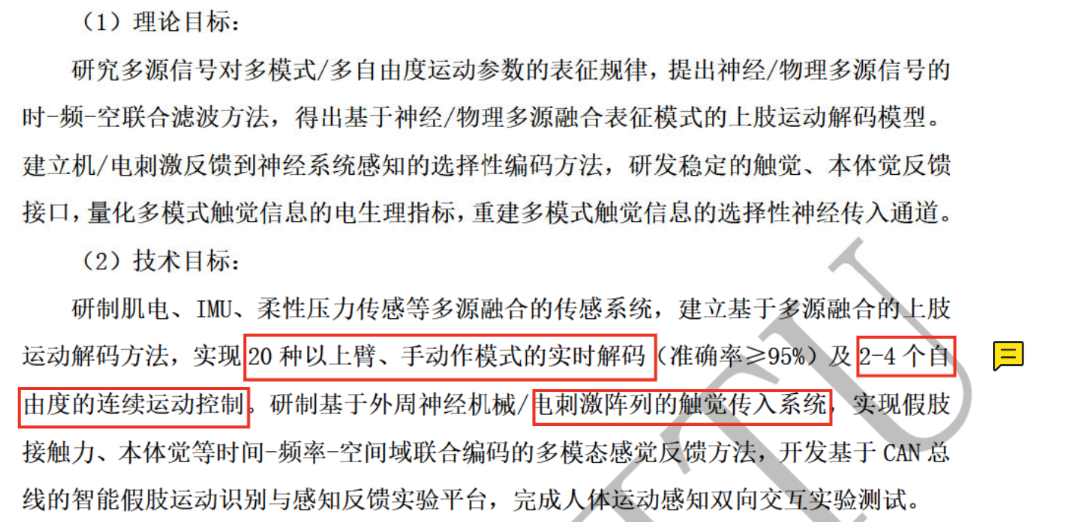 （1）理论目标：
研究多源信号对多模式/多自由度运动参数的表征规律，提出神经/物理多源信号的
时-频-空联合滤波方法，得出基于神经/物理多源融合表征模式的上肢运动解码模型。
建立机/电刺激反馈到神经系统感知的选择性编码方法，研发稳定的触觉、本体觉反馈
接口，量化多模式触觉信息的电生理指标，重建多模式触觉信息的选择性神经传入通道。
（2）技术目标：
研制肌电、IMU、柔性压力传感等多源融合的传感系统，建立基于多源融合的上肢
运动解码方法，实现 20 种以上臂、手动作模式的实时解码（准确率≥95%）及 2-4 个自
由度的连续运动控制。研制基于外周神经机械/电刺激阵列的触觉传入系统，实现假肢
接触力、本体觉等时间-频率-空间域联合编码的多模态感觉反馈方法，开发基于 CAN 总
线的智能假肢运动识别与感知反馈实验平台，完成人体运动感知双向交互实验测试。